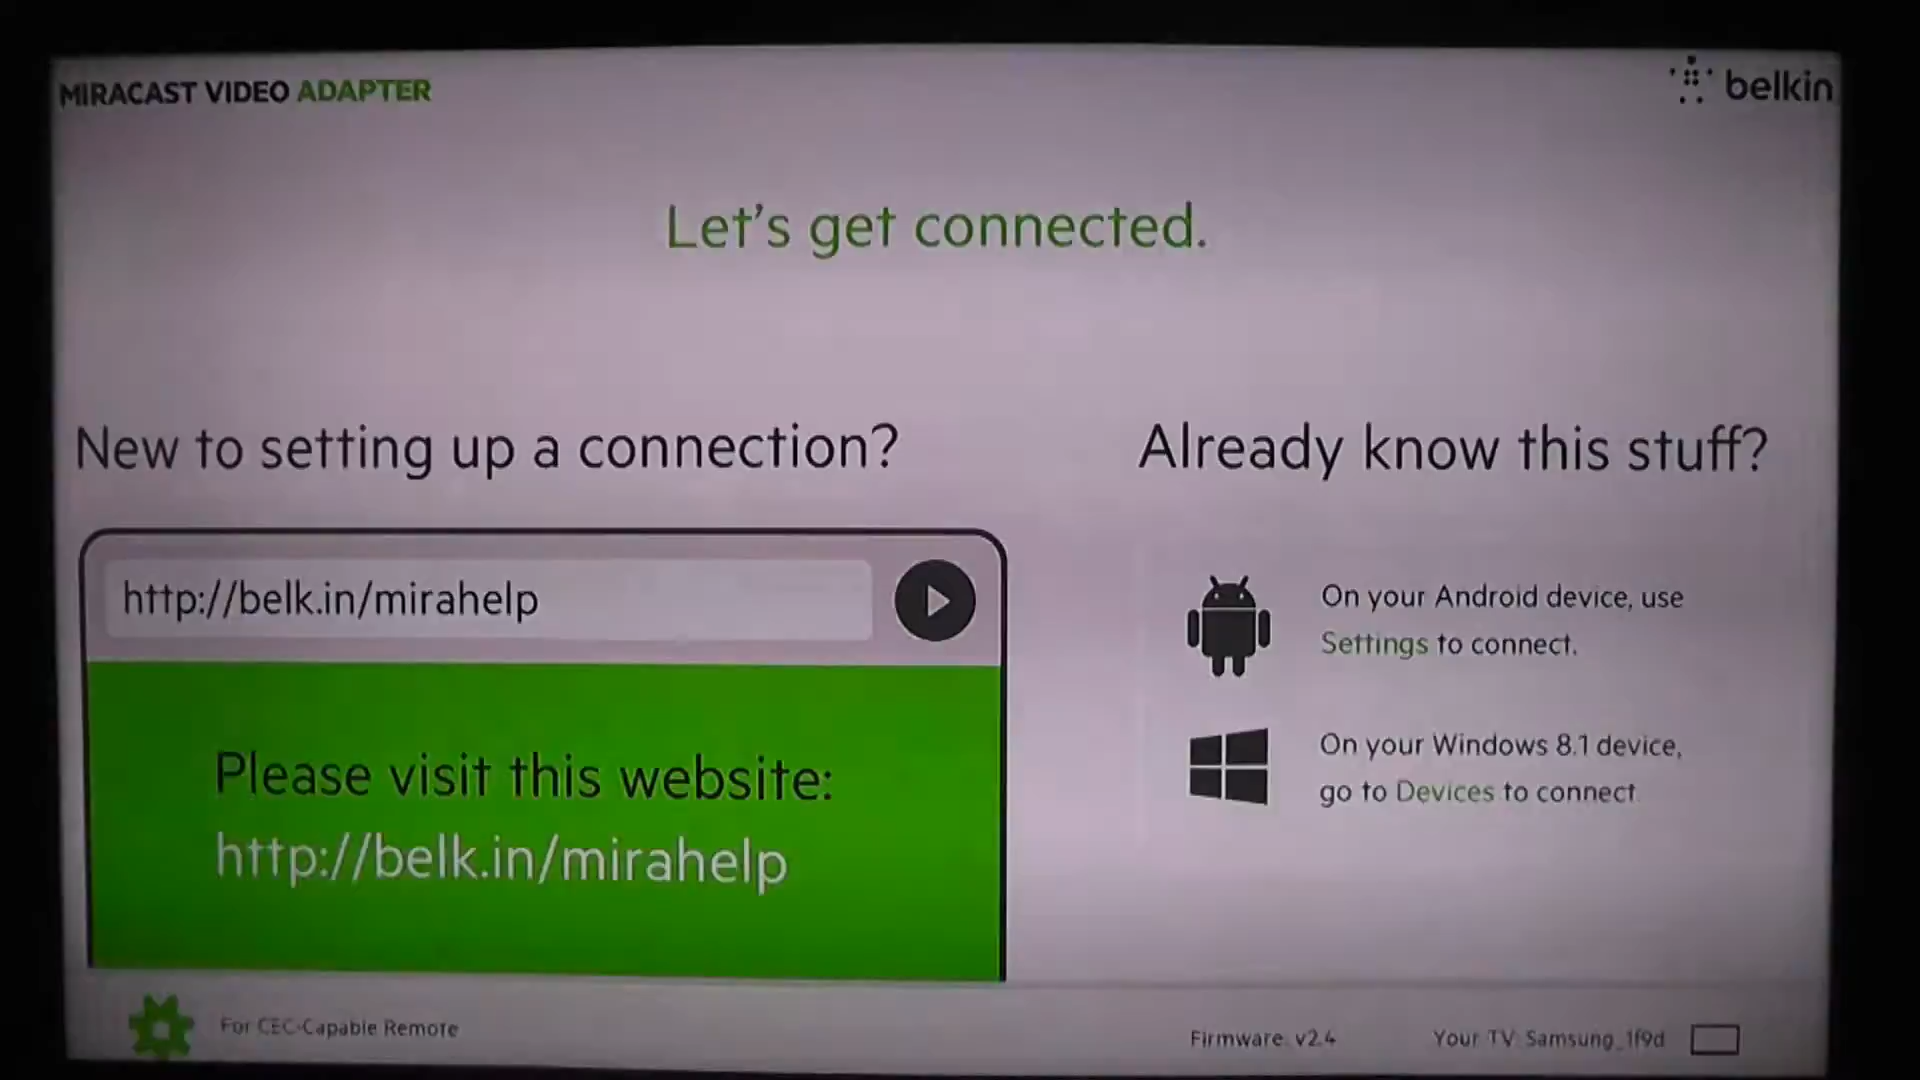 MIRACAST VIDEO ADAPTER
belkin
Let's get connected.
New to setting up a connection?
http://belk.in/mirahelp
Please visit this website:
http://belk.in/mirahelp
Already know this stuff?
On your Android device, use
Settings to connect.
On your Windows 8.1 device,
go to Devices to connect.
For CEC-Capable Remote
Firmware: v2.4
Your TV: Samsung_1f9d